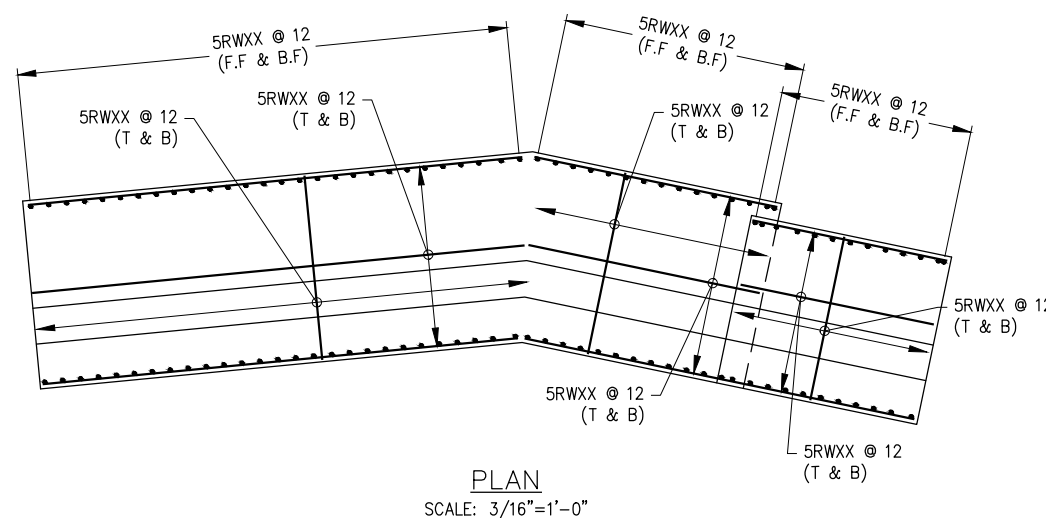 5RWXX @ 12
(F.F & B.F)
5RWXX @ 12
(F.F & B.F)
5RWXX @ 12
(F.F & B.F)
5RWXX @ 12
(T & B)
5RWXX @ 12
(T & B)
5RWXX @ 12
(T & B)
5RWXX @ 12
(T & B)
5RWXX @ 12
(T & B)
5RWXX @ 12
(T & B)
PLAN
SCALE: 3/16"=1'-0"